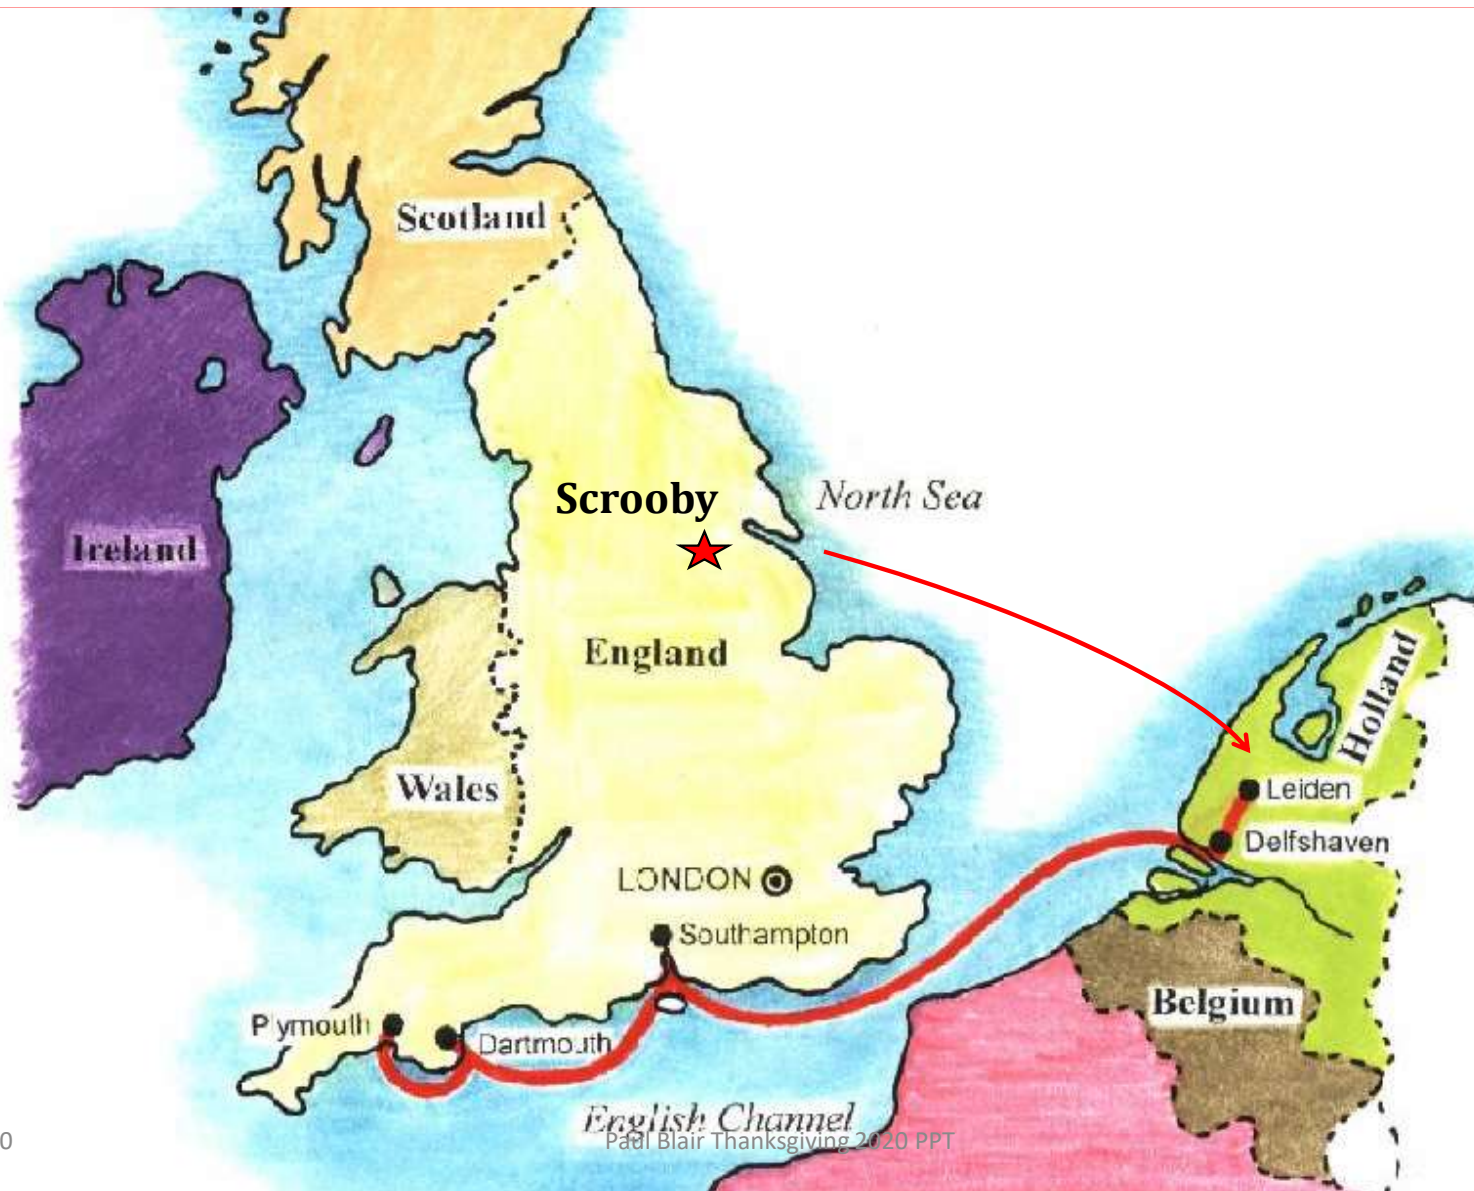 Scotland
Scrooby
North Sea
Ireland
England
Holland
Wales
Leiden
Delfshaven
LONDON
Southampton
Belgium
Plymouth
Dartmouth
English Channel
0
Paul Blair Thanksgiving 2020 PPT